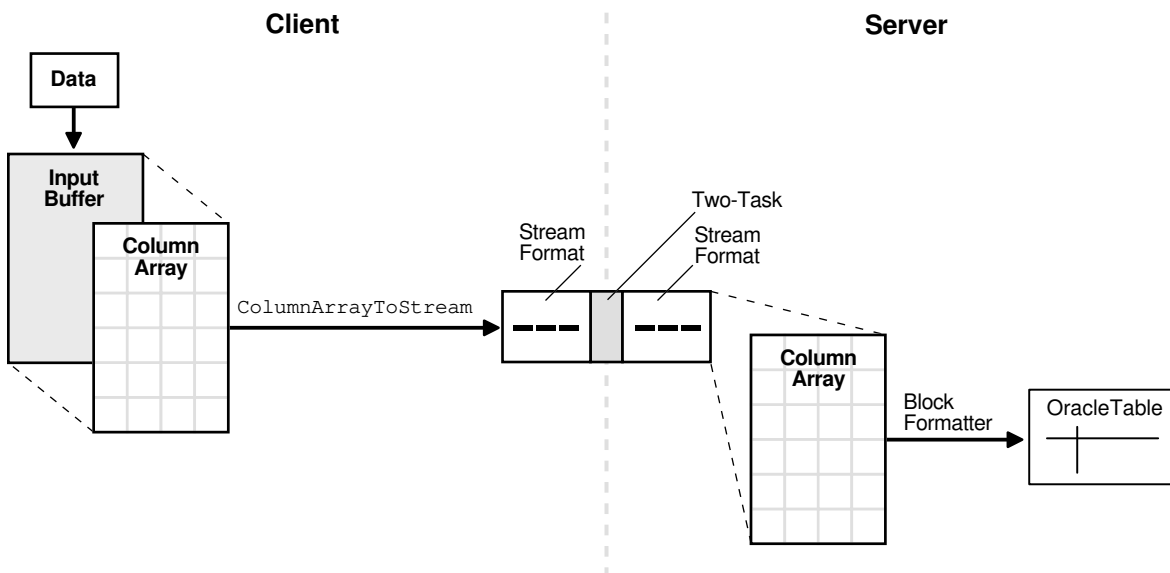 Client
Server
Data
Input
Buffer
Column
Array
ColumnArrayToStream
Stream
Format
Two-Task
Stream
Format
Column
Array
Block
Formatter
OracleTable